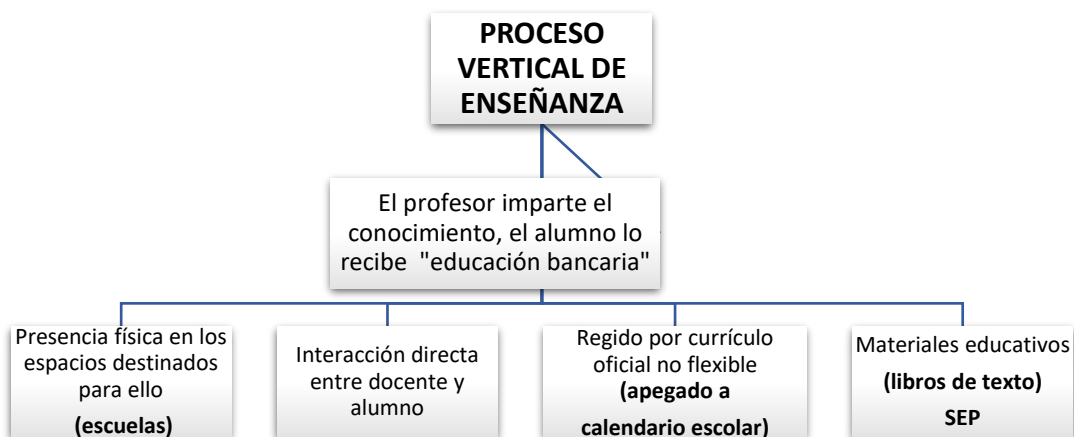 PROCESO
VERTICAL DE
ENSEÑANZA
El profesor imparte el
conocimiento, el alumno lo
recibe "educación bancaria"
Presencia física en los
espacios destinados
para ello
(escuelas)
Interacción directa
entre docente y
alumno
Regido por currículo
oficial no flexible
(apegado a
calendario escolar)
Materiales educativos
(libros de texto)
SEP